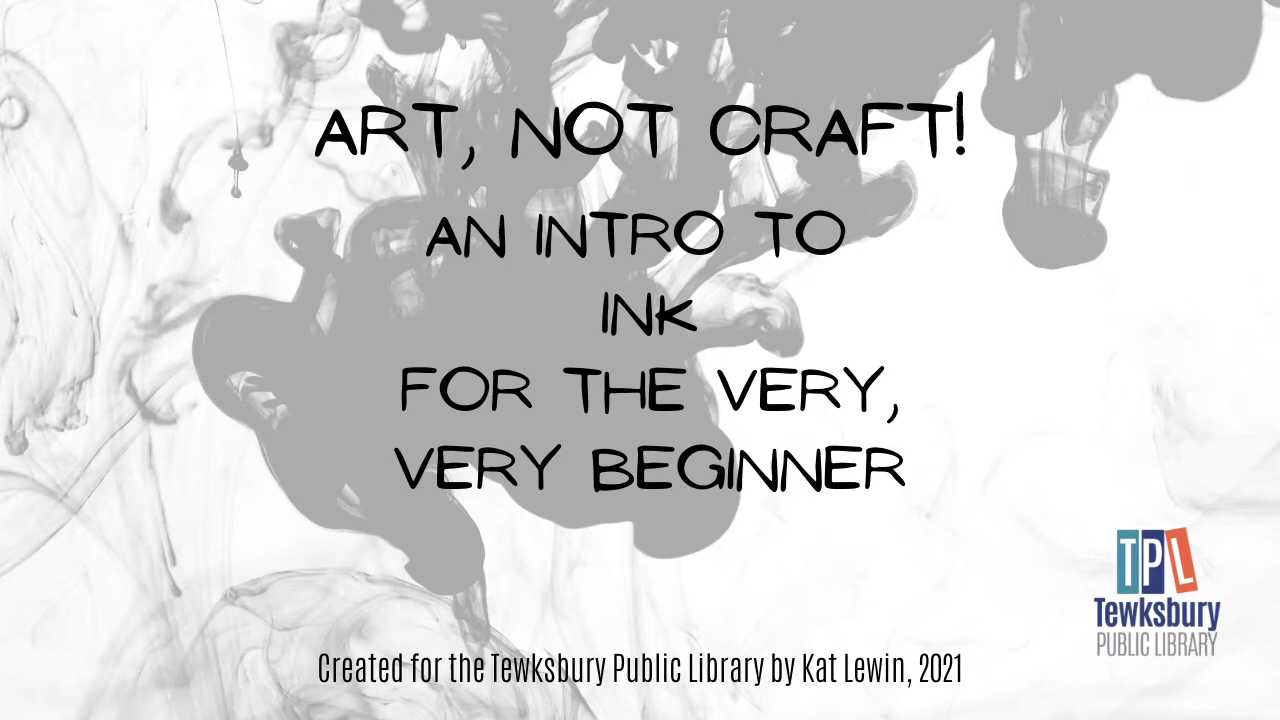 ART, NOT CRAFT!
AN INTRO TO
INK
FOR THE VERY,
VERY BEGINNER
TPL
Tewksbury
PUBLIC LIBRARY
Created for the Tewksbury Public Library by Kat Lewin, 2021